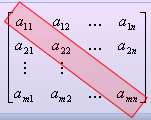 a₁₁ a₁₂ … a₁ₙ
a₂₁ a₂₂ … a₂ₙ
⋮ ⋮
aₘ₁ aₘ₂ … aₘₙ